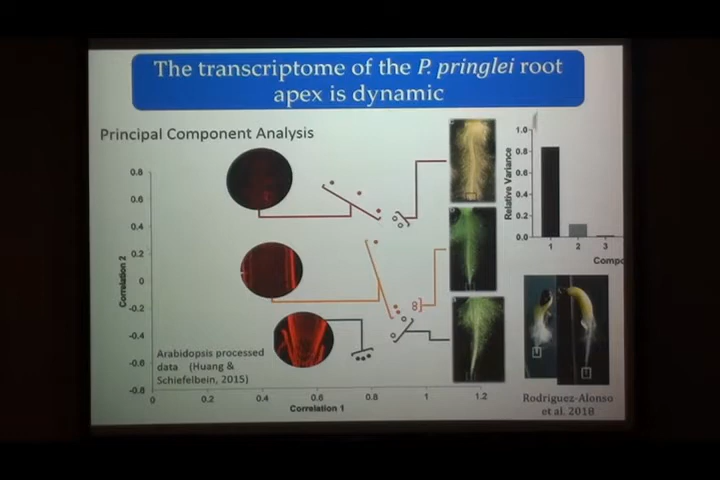 The transcriptome of the P. pringlei root
apex is dynamic
Principal Component Analysis
Correlation 2
0.8
0.6
0.4
0.2
0
-0.2
-0.4
-0.6
-0.8
0
0.2
0.4
0.6
0.8
1
1.2
Correlation 1
Arabidopsis processed
data (Huang &
Schiefelbein, 2015)
Relative Variance
1.0
0.8
0.6
0.4
0.2
0.0
1
2
3
Compo
Rodriguez-Alonso
et al. 2018